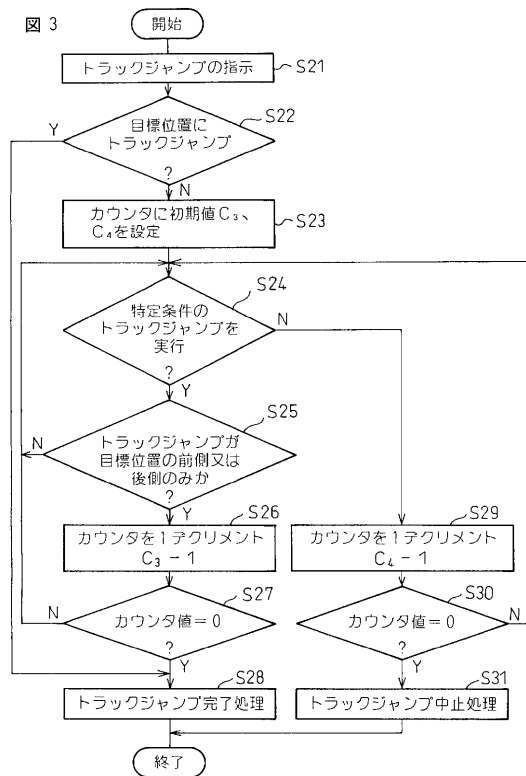 図 3
開始
トラックジャンプの指示
S21
S22
目標位置に
トラックジャンプ
?
Y
N
カウンタに初期値C₃、
C₄を設定
S23
S24
特定条件の
トラックジャンプを
実行
?
N
Y
S25
トラックジャンプが
目標位置の前側又は
後側のみか
?
N
Y
S26
カウンタを1デクリメント
C₃-1
S29
カウンタを1デクリメント
C₄-1
S27
カウンタ値=0
?
N
Y
S30
カウンタ値=0
?
N
Y
S28
トラックジャンプ完了処理
S31
トラックジャンプ中止処理
終了